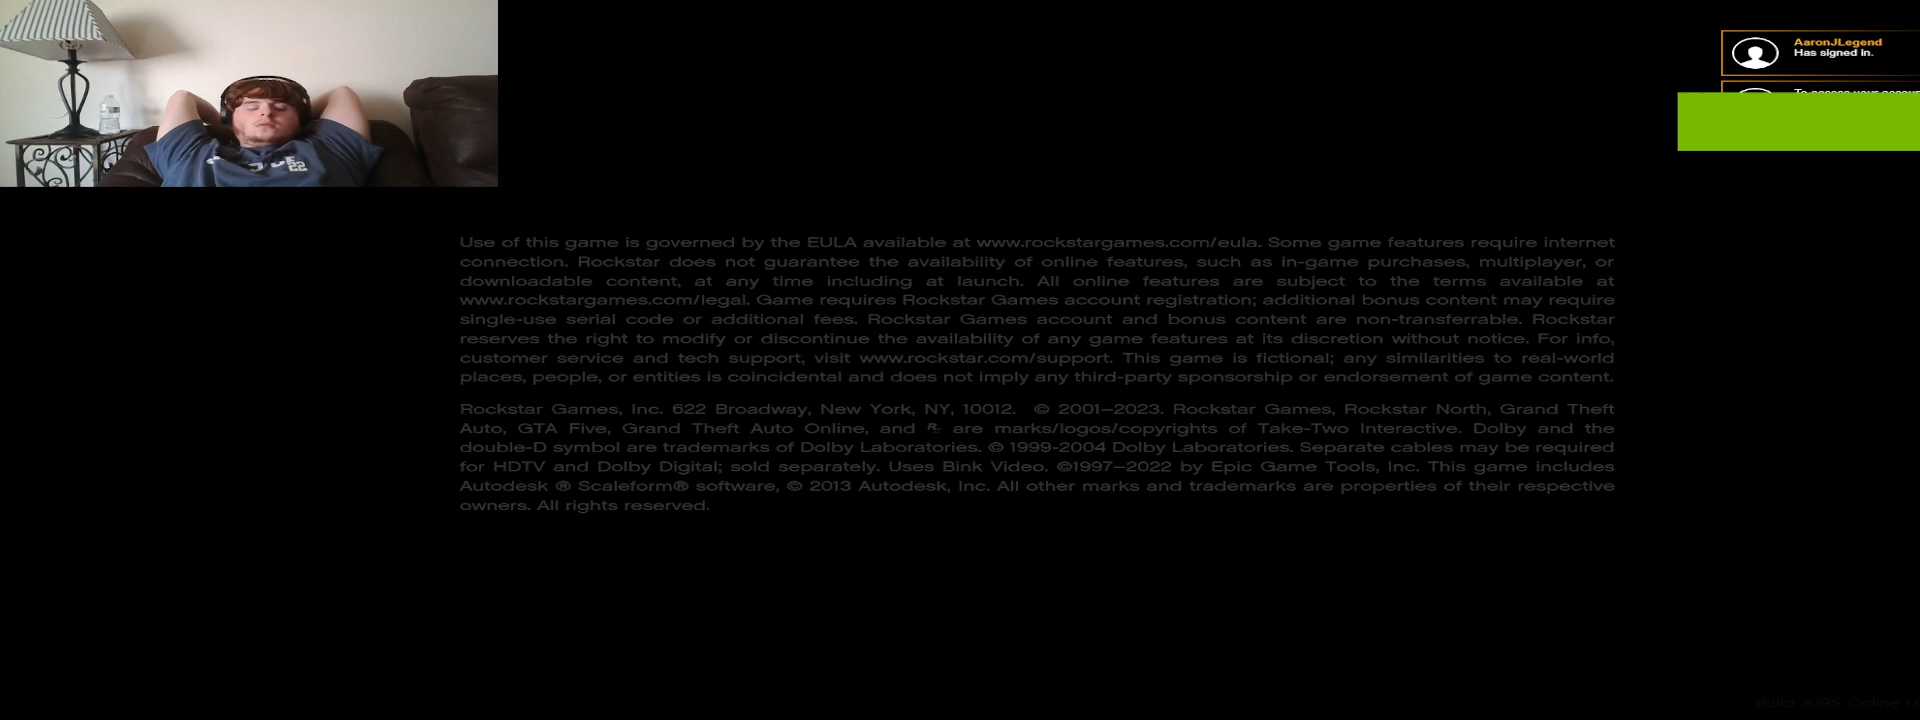 AaronJLegend
Has signed in.
To access your
Use of this game is governed by the EULA available at www.rockstargames.com/eula. Some game features require internet
connection. Rockstar does not guarantee the availability of online features, such as in-game purchases, multiplayer, or
downloadable content, at any time including at launch. All online features are subject to the terms available at
www.rockstargames.com/legal. Game requires Rockstar Games account registration; additional bonus content may require
single-use serial code or additional fees. Rockstar Games account and bonus content are non-transferrable. Rockstar
reserves the right to modify or discontinue the availability of any game features at its discretion without notice. For info,
customer service and tech support, visit www.rockstar.com/support. This game is fictional; any similarities to real-world
places, people, or entities is coincidental and does not imply any third-party sponsorship or endorsement of game content.
Rockstar Games, Inc. 622 Broadway, New York, NY, 10012. © 2001–2023. Rockstar Games, Rockstar North, Grand Theft
Auto, GTA Five, Grand Theft Auto Online, and are marks/logos/copyrights of Take-Two Interactive. Dolby and the
double-D symbol are trademarks of Dolby Laboratories. © 1999-2004 Dolby Laboratories. Separate cables may be required
for HDTV and Dolby Digital; sold separately. Uses Bink Video. ©1997–2022 by Epic Game Tools, Inc. This game includes
Autodesk ® Scaleform® software, © 2013 Autodesk, Inc. All other marks and trademarks are properties of their respective
owners. All rights reserved.
Build 3095 Online